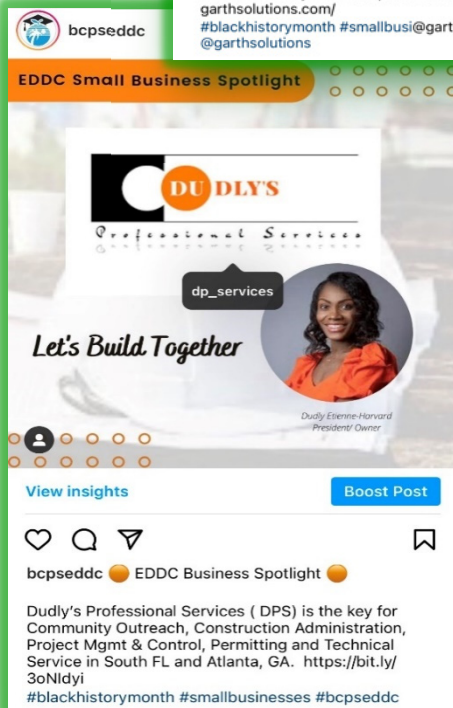 garthsolutions.com/
#blackhistorymonth #smallbusi@gart
@garthsolutions
bcpseddc
EDDC Small Business Spotlight
DUDLY'S
Professional Services
dp_services
Let's Build Together
Dudly Etienne-Harvard
President/ Owner
View insights
Boost Post
bcpseddc 🟠 EDDC Business Spotlight 🟠
Dudly's Professional Services ( DPS) is the key for
Community Outreach, Construction Administration,
Project Mgmt & Control, Permitting and Technical
Service in South FL and Atlanta, GA. https://bit.ly/
3oNIdyi
#blackhistorymonth #smallbusinesses #bcpseddc